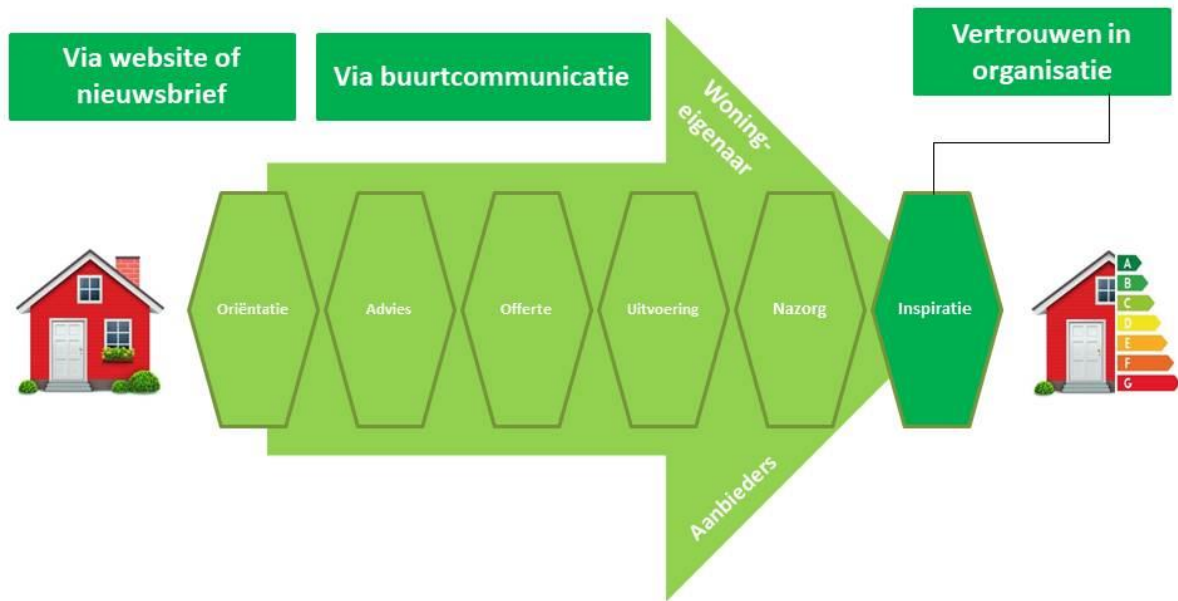 Via website of
nieuwsbrief
Via buurtcommunicatie
Vertrouwen in
organisatie
Woning-
eigenaar
Oriëntatie
Advies
Offerte
Uitvoering
Nazorg
Inspiratie
A
B
C
D
E
F
G
Aanbieders